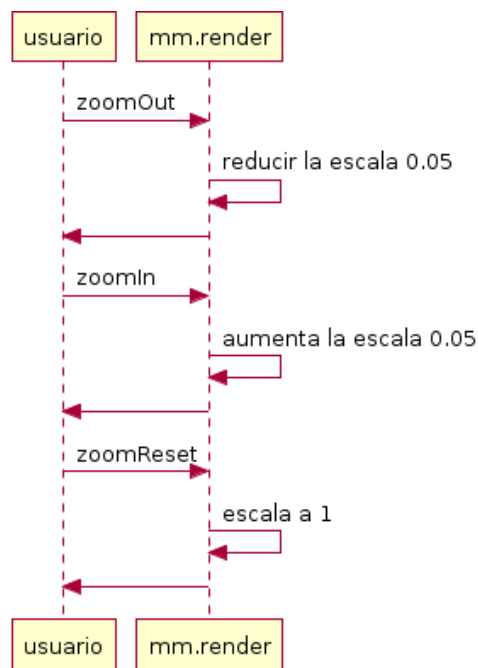 usuario mm.render
zoomOut
reducir la escala 0.05
zoomIn
aumenta la escala 0.05
zoomReset
escala a 1
usuario mm.render